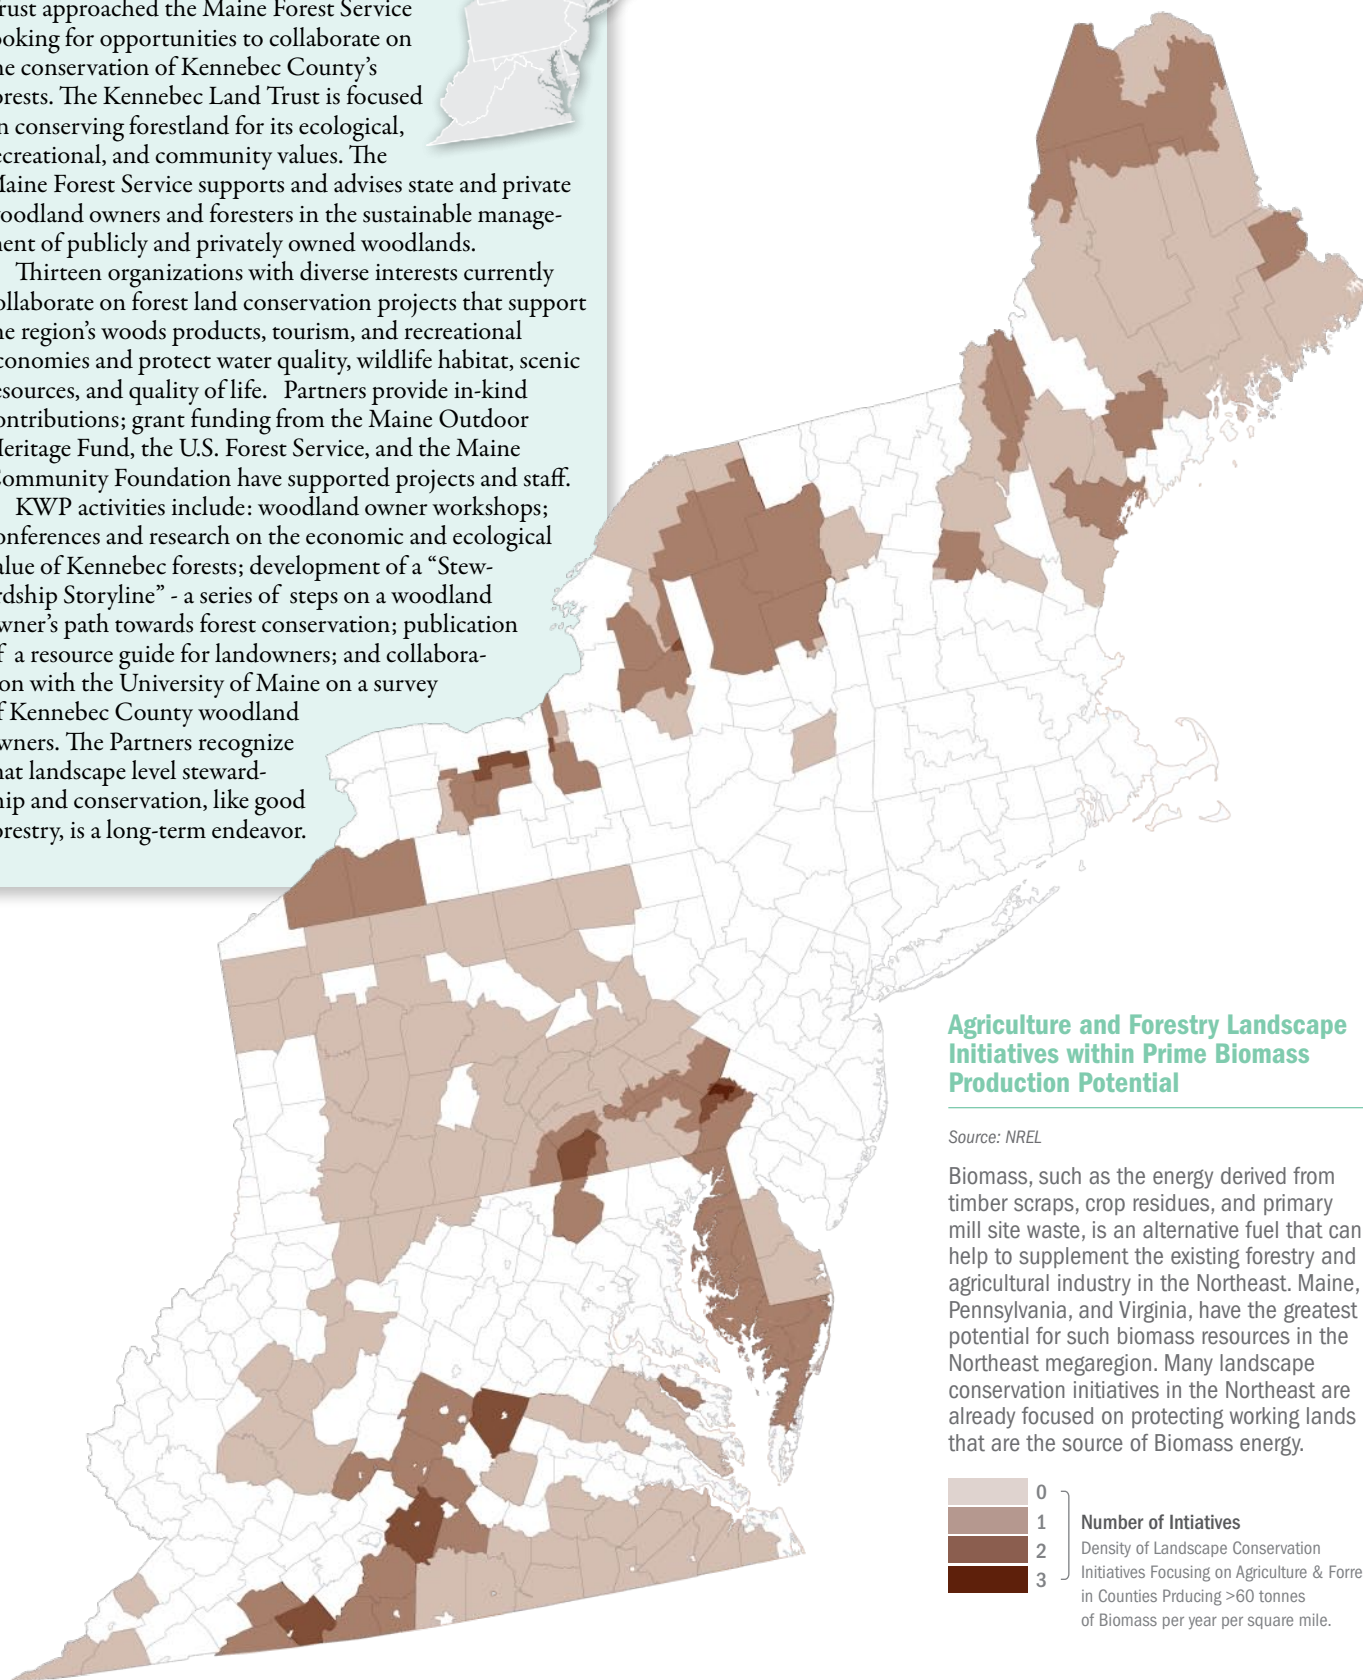 rust approached the Maine Forest Service
ooking for opportunities to collaborate on
he conservation of Kennebec County's
orests. The Kennebec Land Trust is focused
n conserving forestland for its ecological,
ecreational, and community values. The
Maine Forest Service supports and advises state and private
woodland owners and foresters in the sustainable manage-
ment of publicly and privately owned woodlands.
Thirteen organizations with diverse interests currently
ollaborate on forest land conservation projects that support
he region's woods products, tourism, and recreational
conomies and protect water quality, wildlife habitat, scenic
esources, and quality of life. Partners provide in-kind
ontributions; grant funding from the Maine Outdoor
Heritage Fund, the U.S. Forest Service, and the Maine
Community Foundation have supported projects and staff.
KWP activities include: woodland owner workshops;
onferences and research on the economic and ecological
alue of Kennebec forests; development of a “Stew-
rdship Storyline” - a series of steps on a woodland
wner's path towards forest conservation; publication
f a resource guide for landowners; and collabora-
on with the University of Maine on a survey
f Kennebec County woodland
wners. The Partners recognize
hat landscape level steward-
hip and conservation, like good
orestry, is a long-term endeavor.
Agriculture and Forestry Landscape
Initiatives within Prime Biomass
Production Potential
Source: NREL
Biomass, such as the energy derived from
timber scraps, crop residues, and primary
mill site waste, is an alternative fuel that can
help to supplement the existing forestry and
agricultural industry in the Northeast. Maine,
Pennsylvania, and Virginia, have the greatest
potential for such biomass resources in the
Northeast megaregion. Many landscape
conservation initiatives in the Northeast are
already focused on protecting working lands
that are the source of Biomass energy.
0
1
2
3
Number of Intiatives
Density of Landscape Conservation
Initiatives Focusing on Agriculture & Forre
in Counties Prducing >60 tonnes
of Biomass per year per square mile.